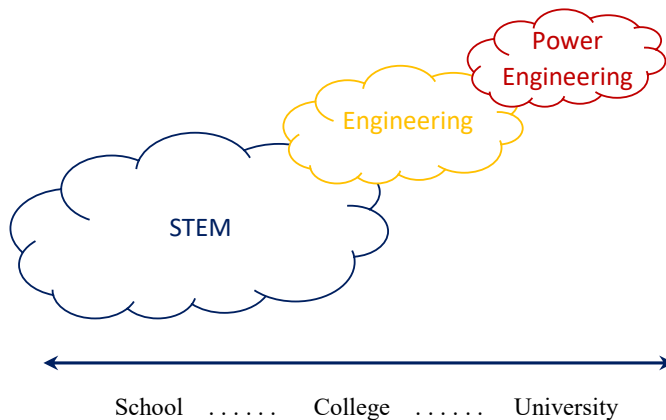 Power
Engineering
Engineering
STEM
School ...... College ...... University